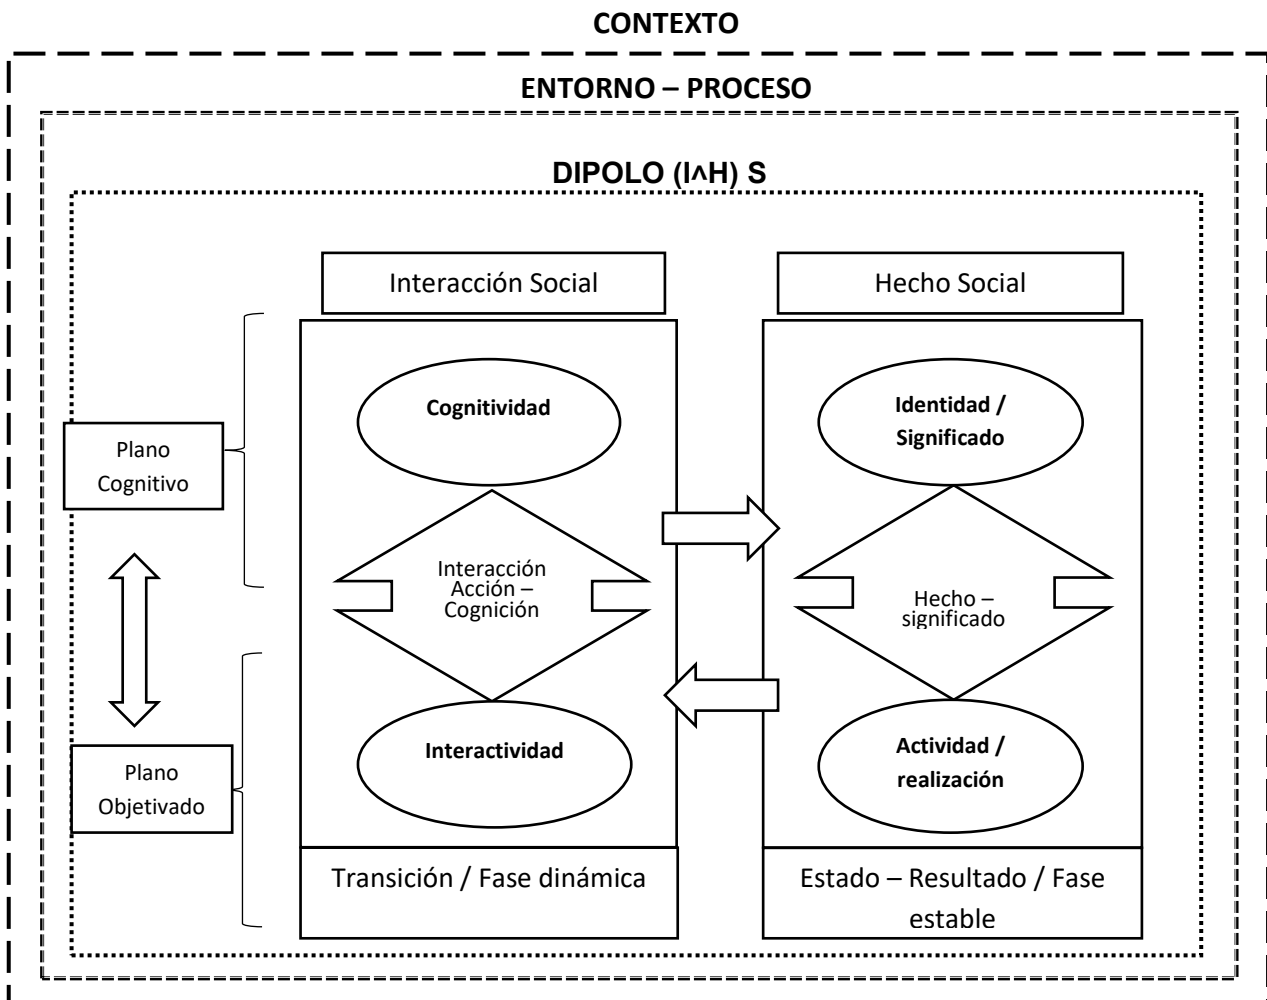 CONTEXTO
ENTORNO – PROCESO
DIPOLO (I∧H) S
Interacción Social
Hecho Social
Cognitividad
Identidad /
Significado
Plano
Cognitivo
Interacción
Acción –
Cognición
Hecho –
significado
Interactividad
Actividad /
realización
Plano
Objetivado
Transición / Fase dinámica
Estado – Resultado / Fase
estable